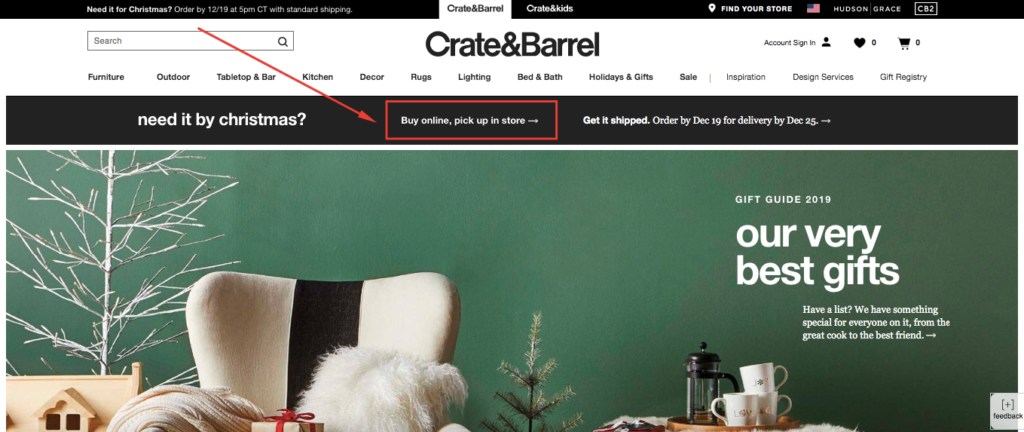 Need it for Christmas? Order by 12/19 at 5pm CT with standard shipping.
Crate&Barrel
Crate&kids
FIND YOUR STORE
HUDSON | GRACE
CB2
Search
Crate&Barrel
Account Sign In
0
0
Furniture
Outdoor
Tabletop & Bar
Kitchen
Decor
Rugs
Lighting
Bed & Bath
Holidays & Gifts
Sale
Inspiration
Design Services
Gift Registry
need it by christmas?
Buy online, pick up in store →
Get it shipped. Order by Dec 19 for delivery by Dec 25. →
GIFT GUIDE 2019
our very
best gifts
Have a list? We have something
special for everyone on it, from the
great cook to the best friend. →
[+]
feedback